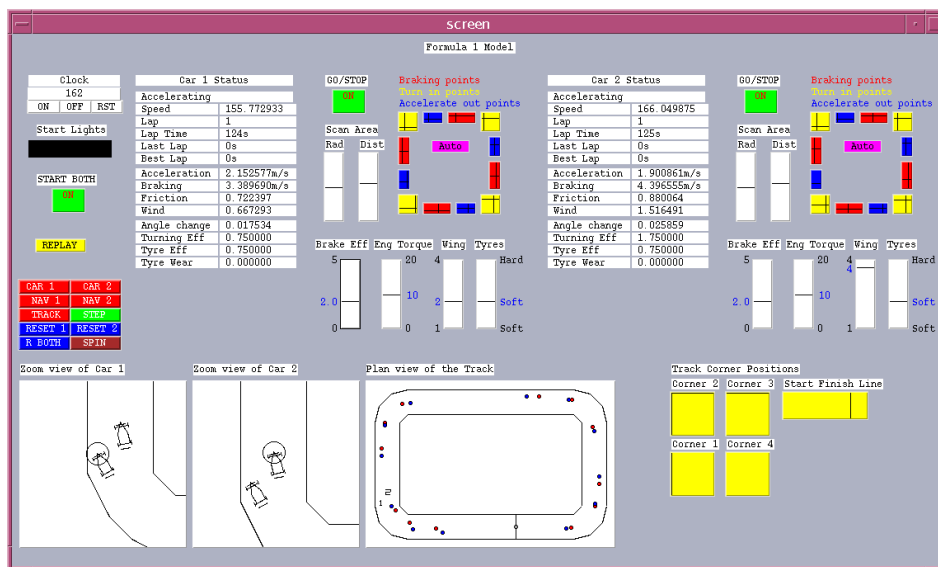 screen
Formula 1 Model
Clock
162
ON OFF RST
Start Lights
START BOTH
ON
REPLAY
CAR 1 CAR 2
NAV 1 NAV 2
TRACK STEP
RESET 1 RESET 2
R BOTH SPIN
Car 1 Status
Accelerating
Speed 155.772933
Lap 1
Lap Time 124s
Last Lap 0s
Best Lap 0s
Acceleration 2.152577m/s
Braking 3.389690m/s
Friction 0.722397
Wind 0.667293
Angle change 0.017534
Turning Eff 0.750000
Tyre Eff 0.750000
Tyre Wear 0.000000
GO/STOP
ON
Scan Area
Rad Dist
Braking points
Turn in points
Accelerate out points
Auto
Brake Eff Eng Torque Wing Tyres
5 20 4 Hard
2.0 10 2 Soft
0 0 1 Soft
Car 2 Status
Accelerating
Speed 166.049875
Lap 1
Lap Time 125s
Last Lap 0s
Best Lap 0s
Acceleration 1.900861m/s
Braking 4.396555m/s
Friction 0.880064
Wind 1.516491
Angle change 0.025859
Turning Eff 1.750000
Tyre Eff 0.750000
Tyre Wear 0.000000
GO/STOP
ON
Scan Area
Rad Dist
Braking points
Turn in points
Accelerate out points
Auto
Brake Eff Eng Torque Wing Tyres
5 20 4 Hard
4
2.0 10 Soft
0 0 1 Soft
Zoom view of Car 1
Zoom view of Car 2
Plan view of the Track
2
1
Track Corner Positions
Corner 2 Corner 3 Start Finish Line
Corner 1 Corner 4